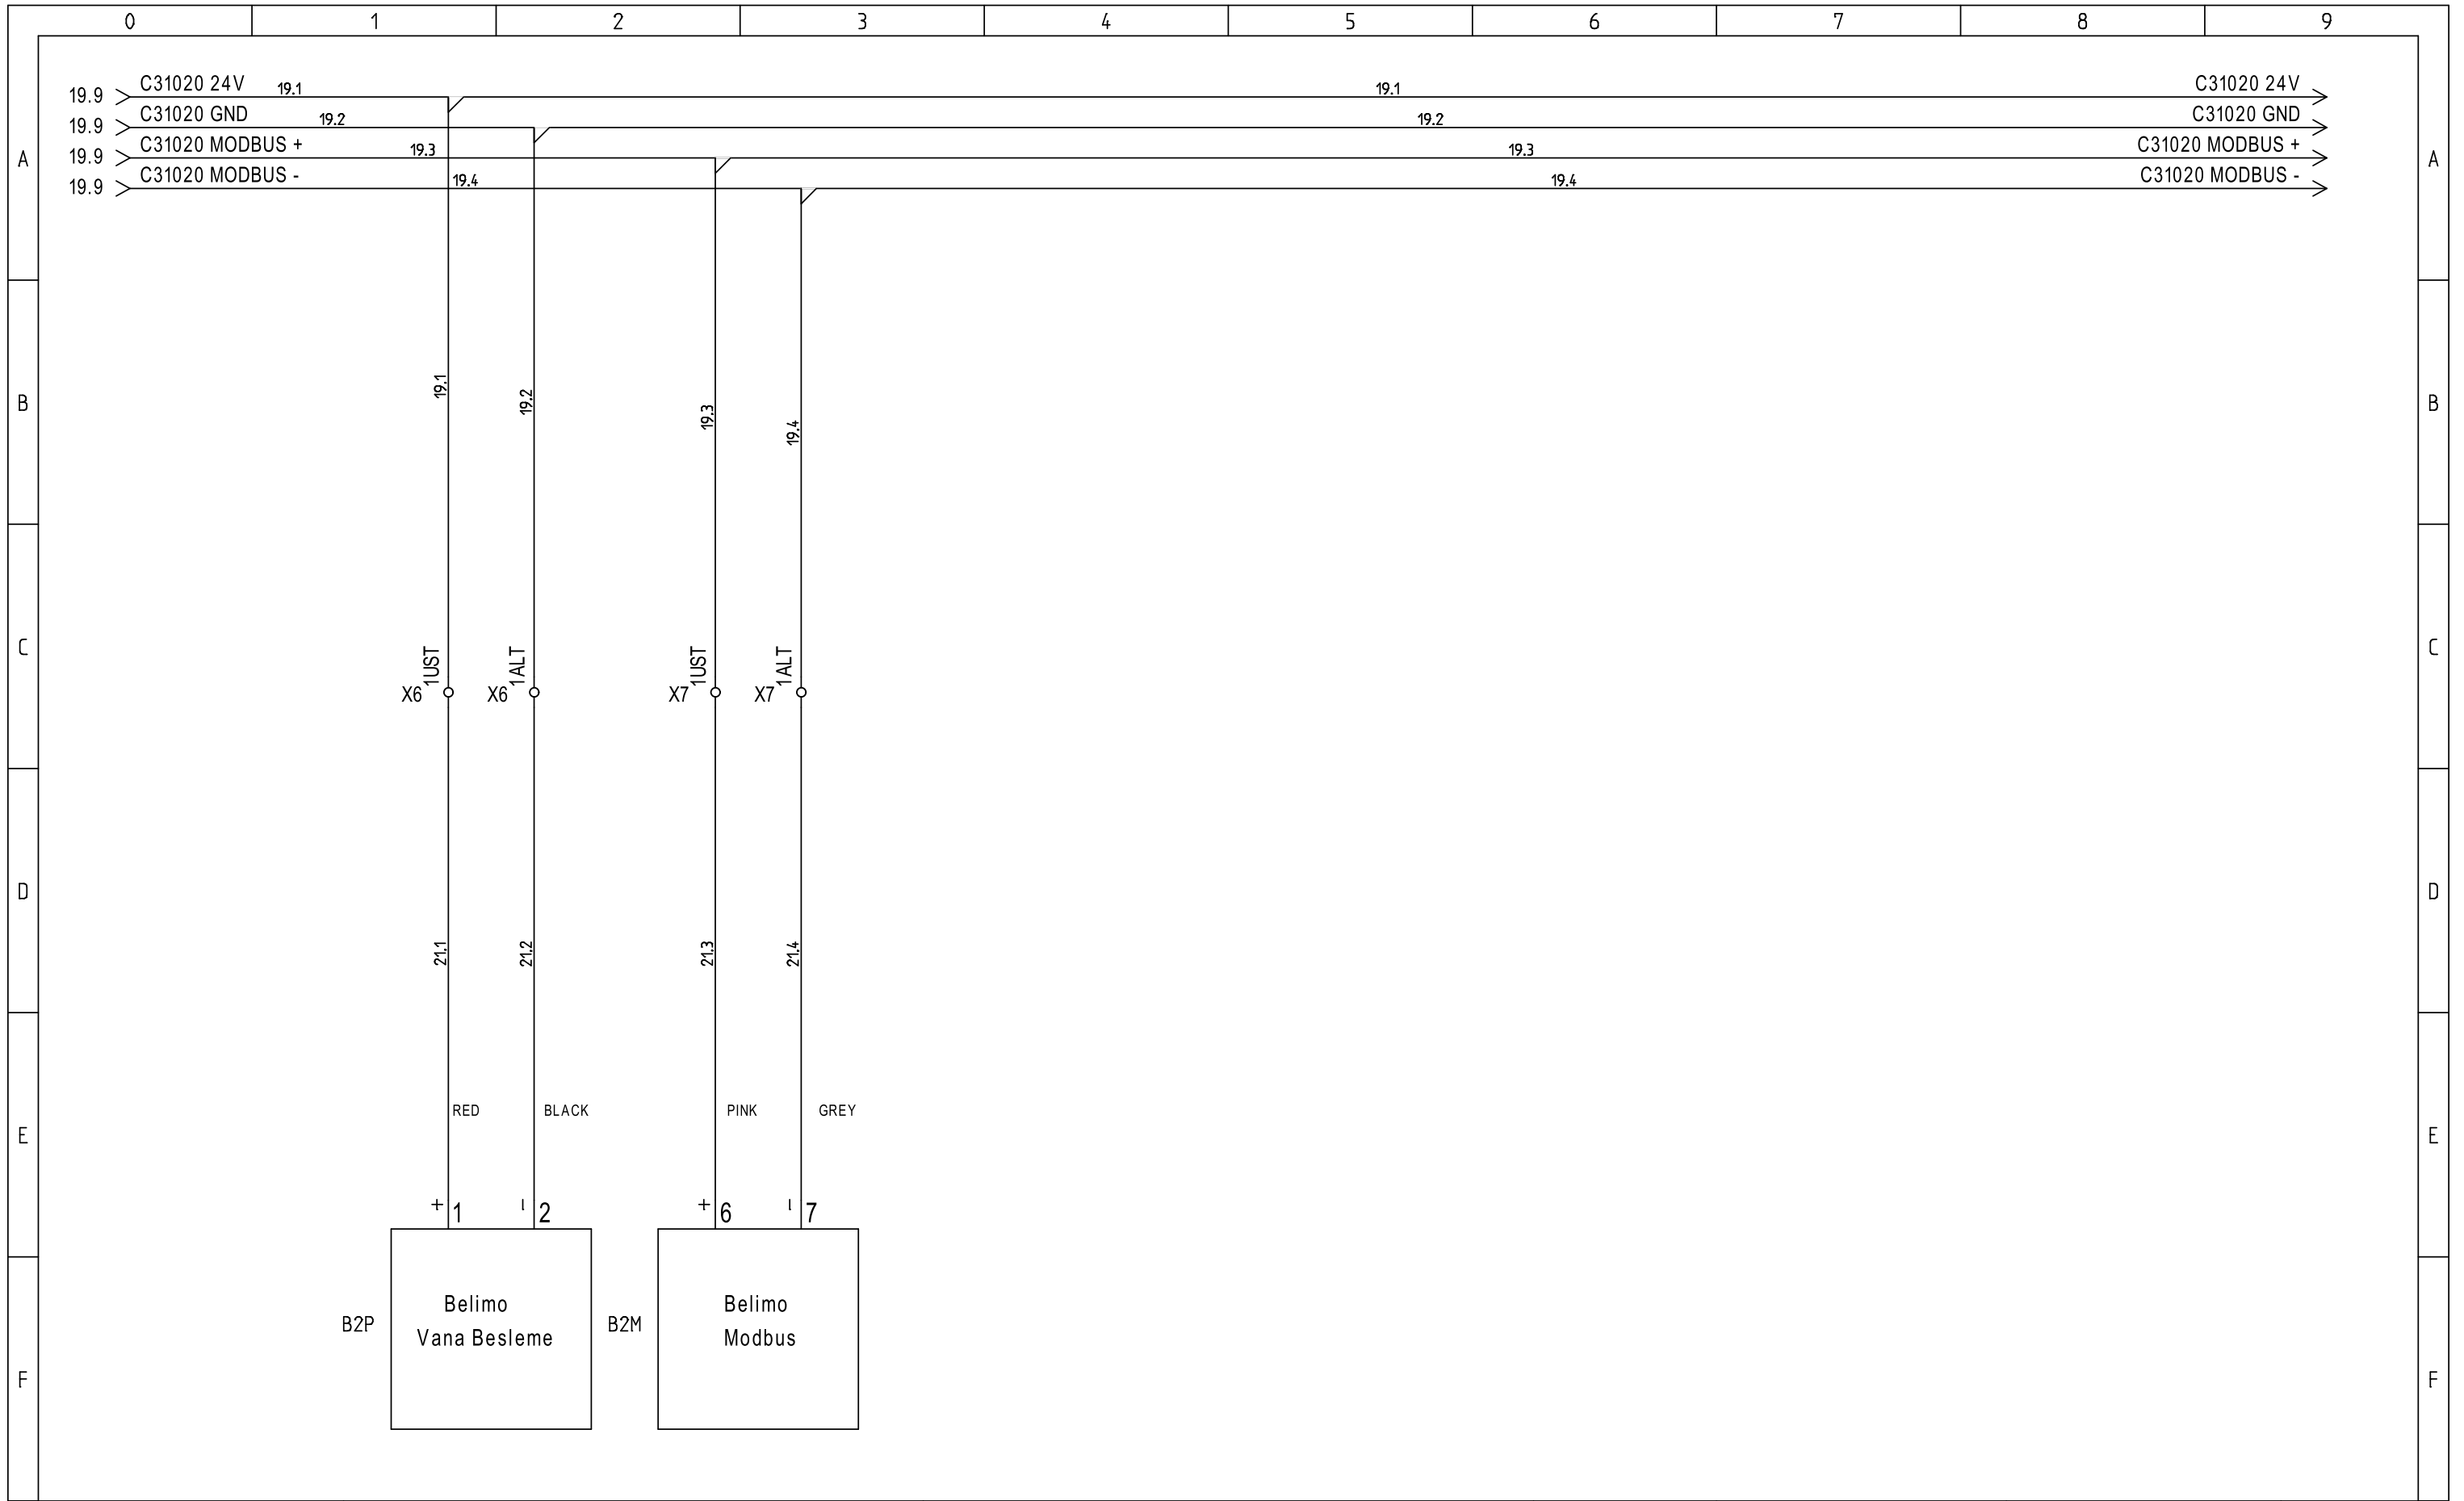 0 1 2 3 4 5 6 7 8 9
19.9 C31020 24V 19.1 19.1 C31020 24V
19.9 C31020 GND 19.2 19.2 C31020 GND
19.9 C31020 MODBUS + 19.3 19.3 C31020 MODBUS +
A A
19.9 C31020 MODBUS - 19.4 19.4 C31020 MODBUS -
19.1 19.2 19.3 19.4
B B
1UST 1ALT 1UST 1ALT
C C
X6 X6 X7 X7
D D
21.1 21.2 21.3 21.4
RED BLACK PINK GREY
E E
+ 1 - 2 + 6 - 7
Belimo Belimo
B2P Vana Besleme B2M Modbus
F F